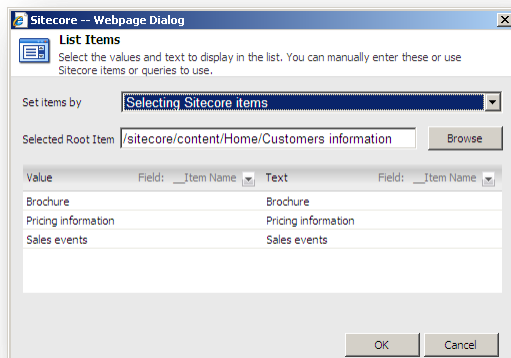 Sitecore -- Webpage Dialog
List Items
Select the values and text to display in the list. You can manually enter these or use
Sitecore items or queries to use.
Set items by Selecting Sitecore items
Selected Root Item /sitecore/content/Home/Customers information Browse
Value Field: __Item Name Text Field: __Item Name
Brochure Brochure
Pricing information Pricing information
Sales events Sales events
OK Cancel